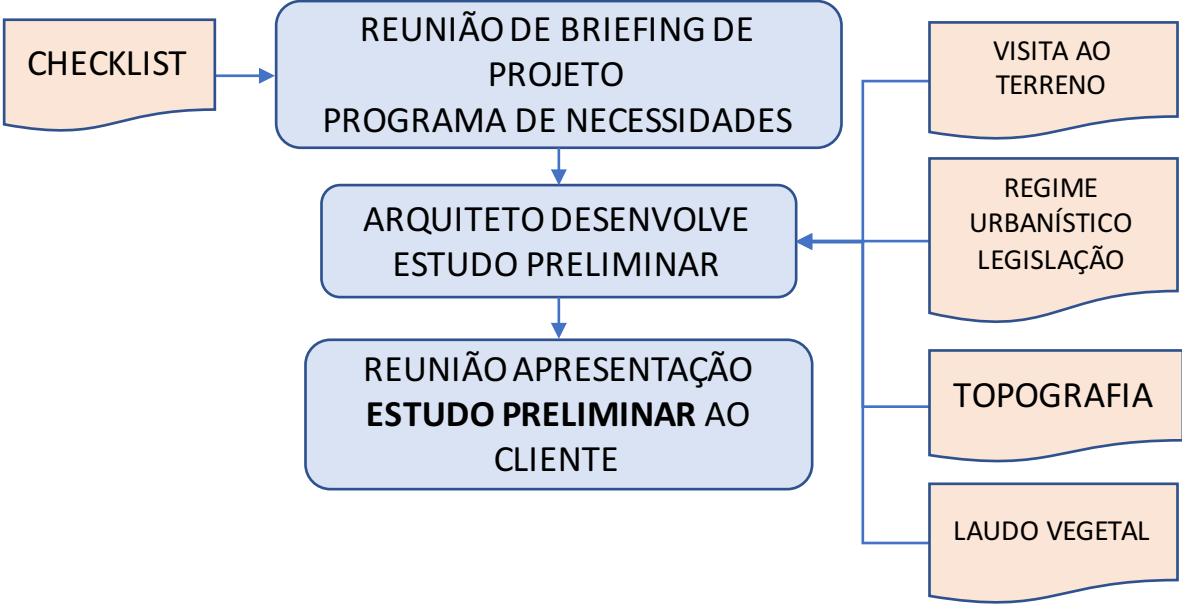 CHECKLIST
REUNIÃO DE BRIEFING DE
PROJETO
PROGRAMA DE NECESSIDADES
ARQUITETO DESENVOLVE
ESTUDO PRELIMINAR
REUNIÃO APRESENTAÇÃO
ESTUDO PRELIMINAR AO
CLIENTE
VISITA AO
TERRENO
REGIME
URBANÍSTICO
LEGISLAÇÃO
TOPOGRAFIA
LAUDO VEGETAL